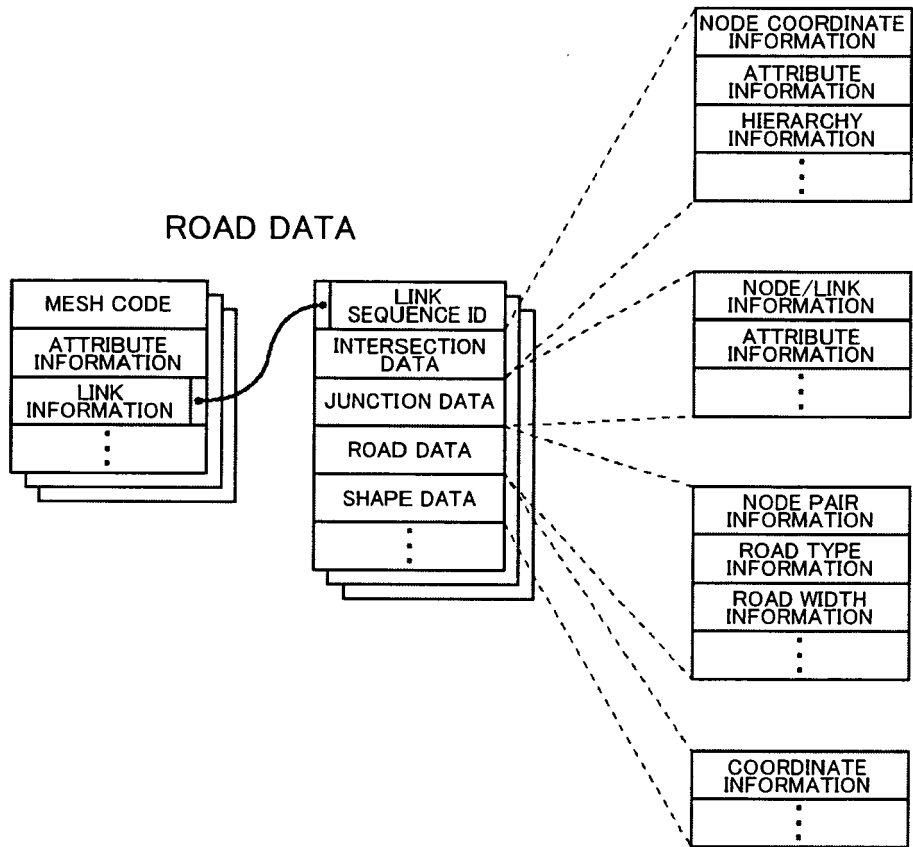 ROAD DATA
MESH CODE
ATTRIBUTE
INFORMATION
LINK
INFORMATION
LINK
SEQUENCE ID
INTERSECTION
DATA
JUNCTION DATA
ROAD DATA
SHAPE DATA
NODE COORDINATE
INFORMATION
ATTRIBUTE
INFORMATION
HIERARCHY
INFORMATION
NODE/LINK
INFORMATION
ATTRIBUTE
INFORMATION
NODE PAIR
INFORMATION
ROAD TYPE
INFORMATION
ROAD WIDTH
INFORMATION
COORDINATE
INFORMATION